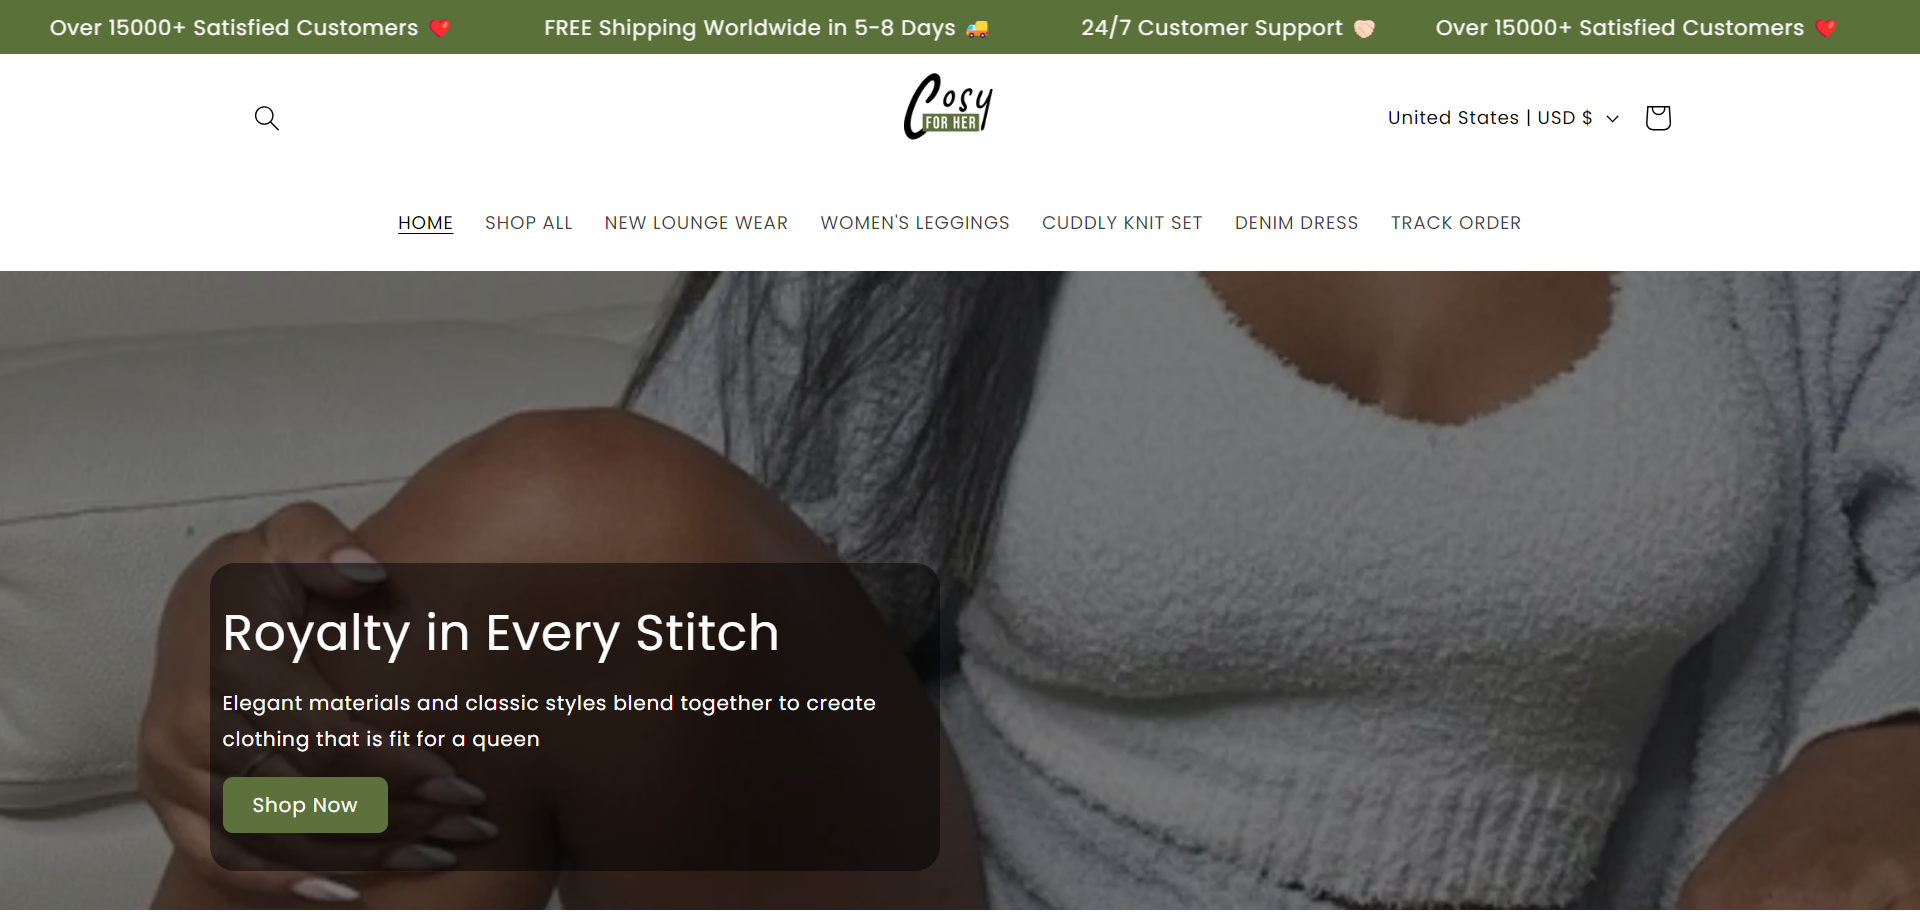 Over 15000+ Satisfied Customers ❤️ FREE Shipping Worldwide in 5-8 Days 🚚 24/7 Customer Support 🤝🏻 Over 15000+ Satisfied Customers ❤️
Cosy
FOR HER
United States | USD $
HOME SHOP ALL NEW LOUNGE WEAR WOMEN'S LEGGINGS CUDDLY KNIT SET DENIM DRESS TRACK ORDER
Royalty in Every Stitch
Elegant materials and classic styles blend together to create
clothing that is fit for a queen
Shop Now